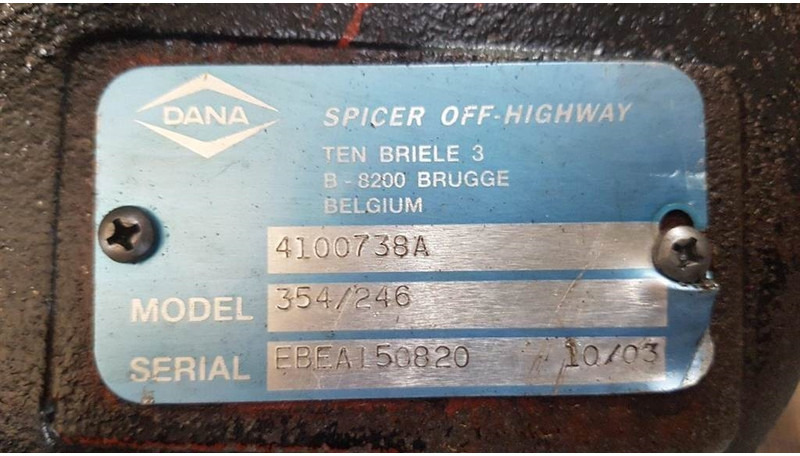 DANA
SPICER OFF-HIGHWAY
TEN BRIELE 3
B - 8200 BRUGGE
BELGIUM
4100738A
MODEL 354/246
SERIAL EBEA150820 10/03